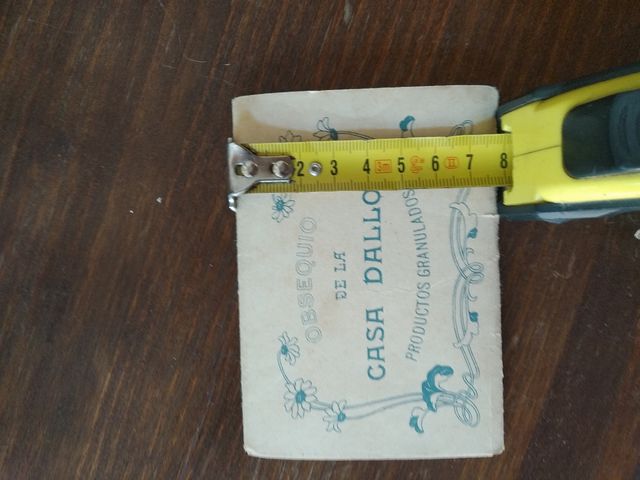 OBSEQUIO
DE LA
CASA DALLO
PRODUCTOS GRANULADOS
2 3 4 5 6 7 8